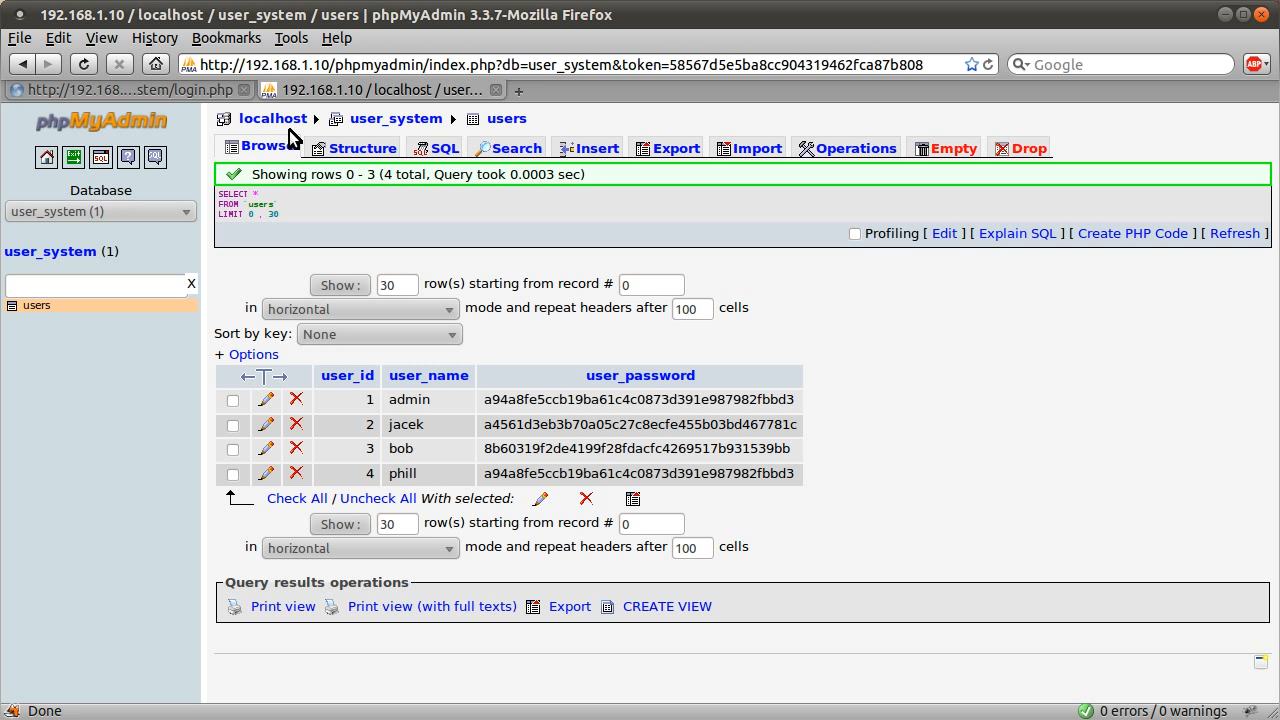 192.168.1.10 / localhost / user_system / users | phpMyAdmin 3.3.7-Mozilla Firefox
File Edit View History Bookmarks Tools Help
http://192.168.1.10/phpmyadmin/index.php?db=user_system&token=58567d5e5ba8cc904319462fca87b808
Google
ABP
http://192.168....stem/login.php
192.168.1.10 / localhost / user...
phpMyAdmin
localhost
user_system
users
Browse
Structure
SQL
Search
Insert
Export
Import
Operations
Empty
Drop
Database
user_system (1)
user_system (1)
X
users
Showing rows 0 - 3 (4 total, Query took 0.0003 sec)
SELECT *
FROM `users`
LIMIT 0 , 30
Profiling [ Edit ] [ Explain SQL ] [ Create PHP Code ] [ Refresh ]
Show : 30 row(s) starting from record # 0
in horizontal mode and repeat headers after 100 cells
Sort by key: None
+ Options
←T→ user_id user_name user_password
1 admin a94a8fe5ccb19ba61c4c0873d391e987982fbbd3
2 jacek a4561d3eb3b70a05c27c8ecfe455b03bd467781c
3 bob 8b60319f2de4199f28fdacfc4269517b931539bb
4 phill a94a8fe5ccb19ba61c4c0873d391e987982fbbd3
Check All / Uncheck All With selected:
Show : 30 row(s) starting from record # 0
in horizontal mode and repeat headers after 100 cells
Query results operations
Print view Print view (with full texts) Export CREATE VIEW
Done
0 errors / 0 warnings